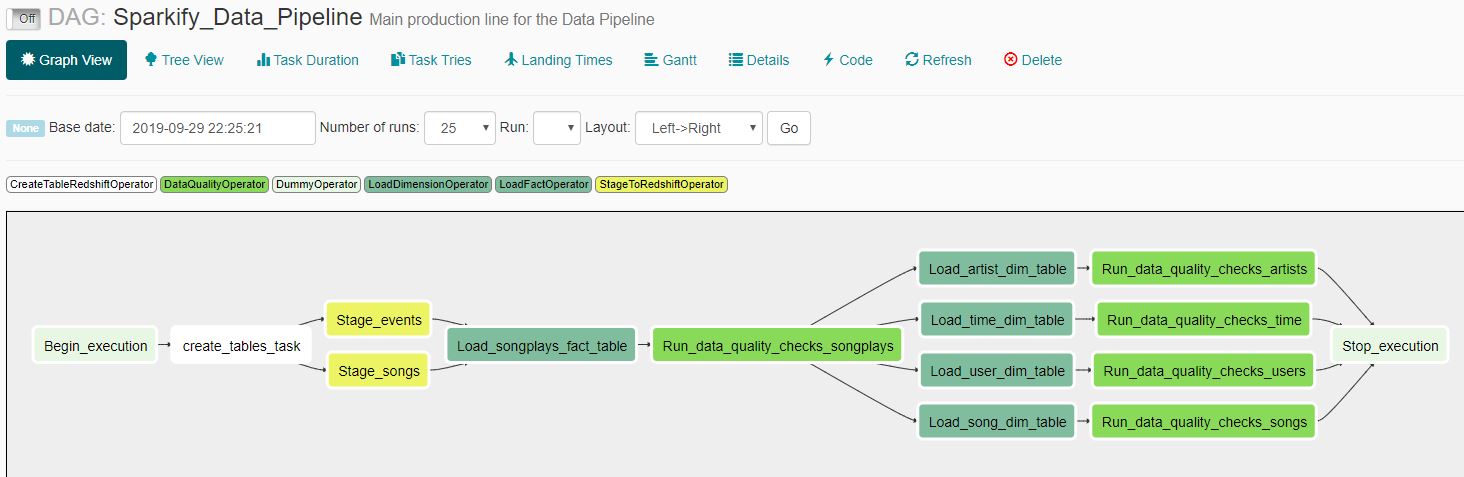 Off DAG: Sparkify_Data_Pipeline Main production line for the Data Pipeline
Graph View Tree View Task Duration Task Tries Landing Times Gantt Details Code Refresh Delete
None Base date: 2019-09-29 22:25:21 Number of runs: 25 Run: Layout: Left->Right Go
CreateTableRedshiftOperator DataQualityOperator DummyOperator LoadDimensionOperator LoadFactOperator StageToRedshiftOperator
Begin_execution
create_tables_task
Stage_events
Stage_songs
Load_songplays_fact_table
Run_data_quality_checks_songplays
Load_artist_dim_table
Run_data_quality_checks_artists
Load_time_dim_table
Run_data_quality_checks_time
Load_user_dim_table
Run_data_quality_checks_users
Load_song_dim_table
Run_data_quality_checks_songs
Stop_execution